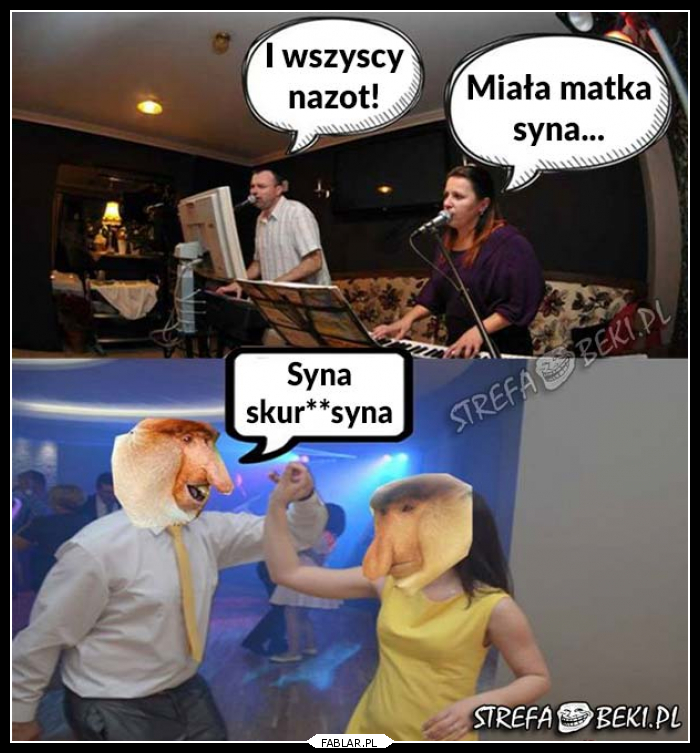 I wszyscy
nazot!
Miała matka
syna...
STREFA BEKI.PL
Syna
skur**syna
STREFA BEKI.PL
FABLAR.PL